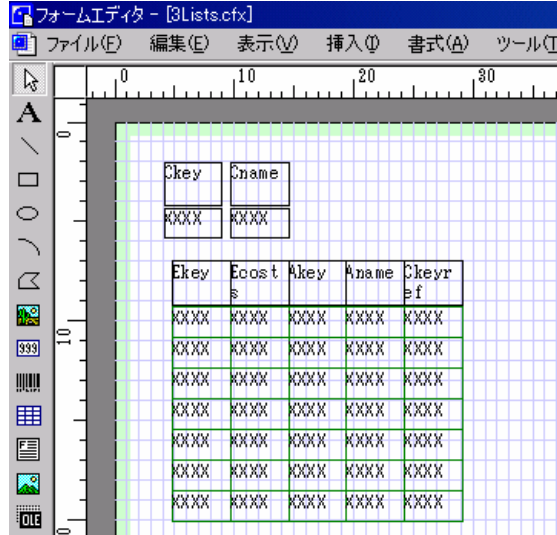 フォームエディタ - [3Lists.cfx]
ファイル(F) 編集(E) 表示(V) 挿入(I) 書式(A) ツール(T
0 10 20 30
A
0
Ckey Cname
XXXX XXXX
Ekey Ecost Akey Aname Ckeyr
s ef
XXXX XXXX XXXX XXXX XXXX
10
999
XXXX XXXX XXXX XXXX XXXX
XXXX XXXX XXXX XXXX XXXX
XXXX XXXX XXXX XXXX XXXX
XXXX XXXX XXXX XXXX XXXX
XXXX XXXX XXXX XXXX XXXX
XXXX XXXX XXXX XXXX XXXX
OLE